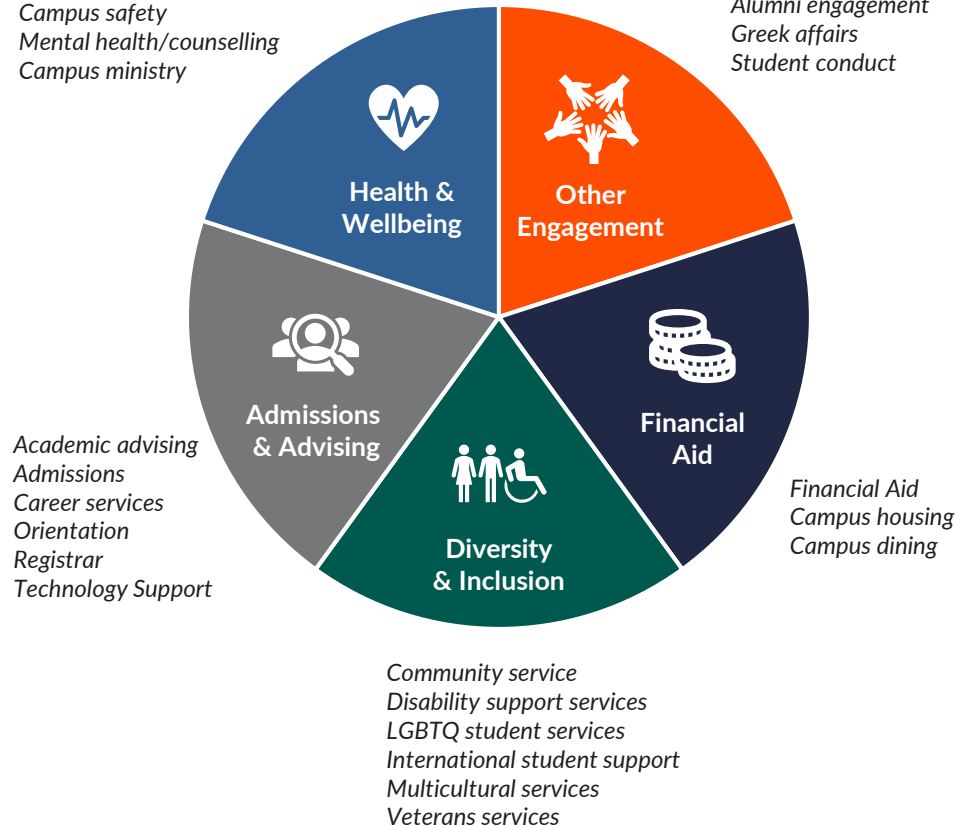 Campus safety
Mental health/counselling
Campus ministry
Alumni engagement
Greek affairs
Student conduct
Health &
Wellbeing
Other
Engagement
Admissions
& Advising
Financial
Aid
Diversity
& Inclusion
Academic advising
Admissions
Career services
Orientation
Registrar
Technology Support
Financial Aid
Campus housing
Campus dining
Community service
Disability support services
LGBTQ student services
International student support
Multicultural services
Veterans services